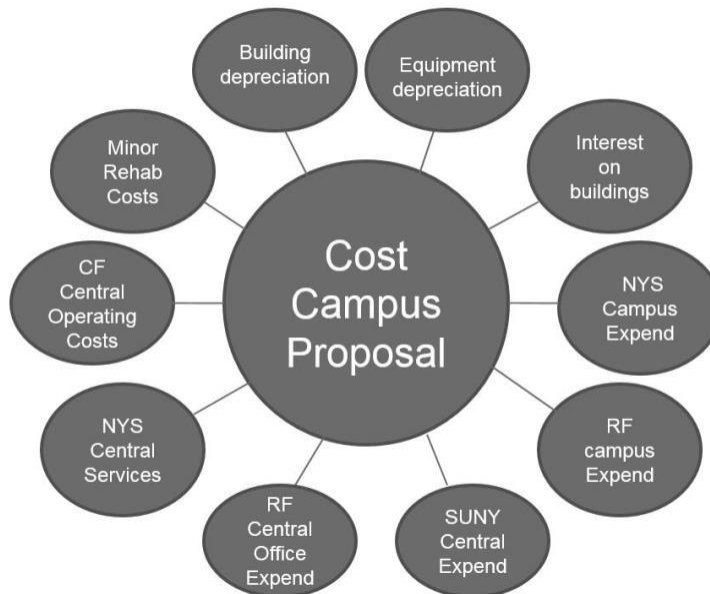 Building
depreciation
Equipment
depreciation
Minor
Rehab
Costs
Interest
on
buildings
CF
Central
Operating
Costs
Cost
Campus
Proposal
NYS
Campus
Expend
NYS
Central
Services
RF
campus
Expend
RF
Central
Office
Expend
SUNY
Central
Expend